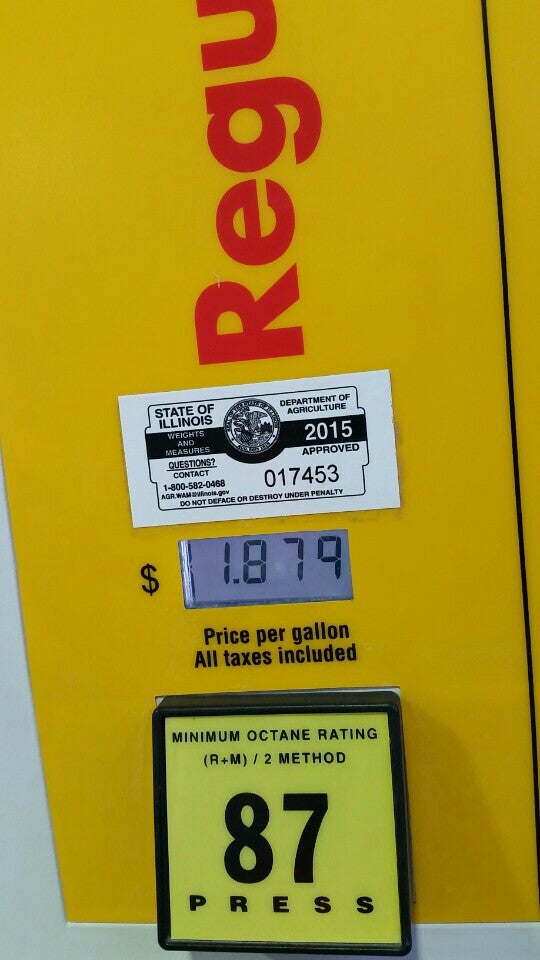 Regu
STATE OF
ILLINOIS
DEPARTMENT OF
AGRICULTURE
WEIGHTS
AND
MEASURES
2015
APPROVED
QUESTIONS?
CONTACT
1-800-582-0468
AGR.WAM@illinois.gov
017453
DO NOT DEFACE OR DESTROY UNDER PENALTY
$ 1.879
Price per gallon
All taxes included
MINIMUM OCTANE RATING
(R+M) / 2 METHOD
87
PRESS